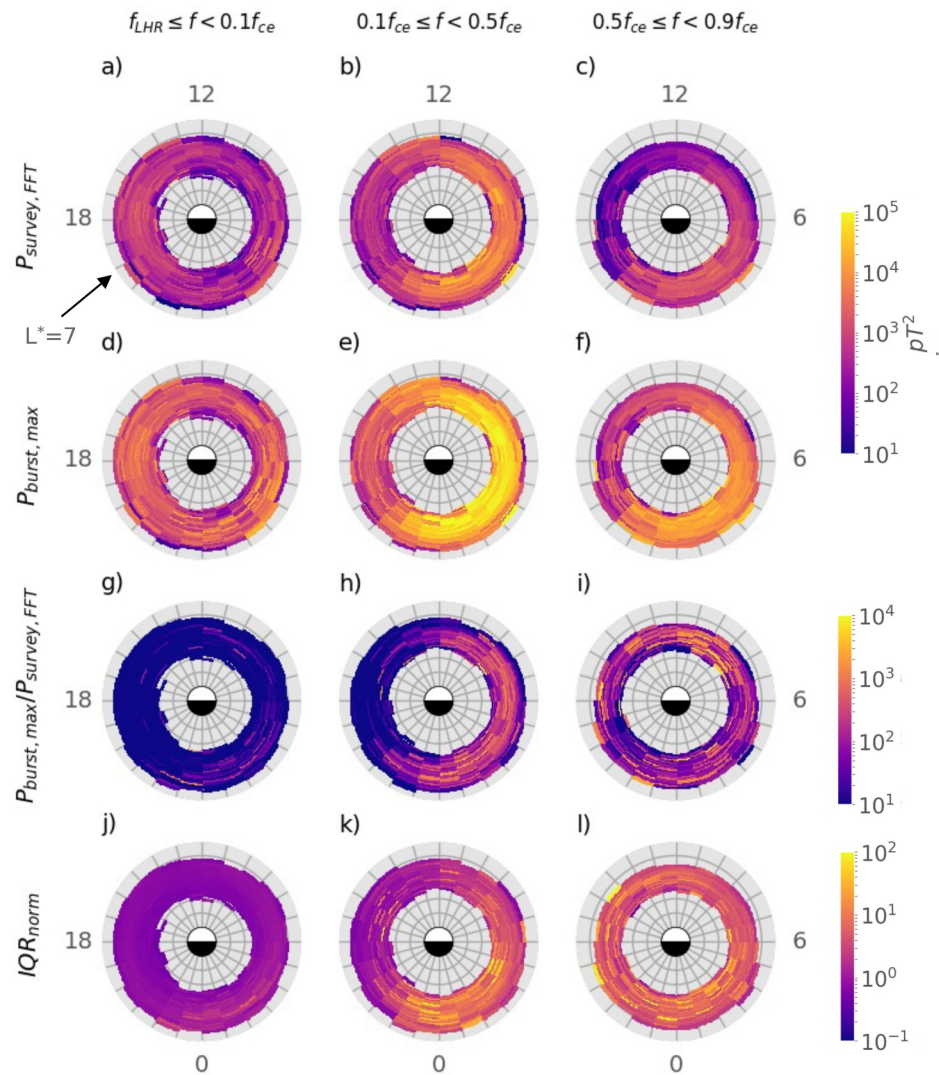 f_LHR ≤ f < 0.1f_ce
0.1f_ce ≤ f < 0.5f_ce
0.5f_ce ≤ f < 0.9f_ce
a)
b)
c)
12
12
12
P_survey, FFT
18
6
L*=7
10^5
10^4
10^3
10^2
10^1
pT^2
d)
e)
f)
P_burst, max
18
6
g)
h)
i)
P_burst, max/P_survey, FFT
18
6
10^4
10^3
10^2
10^1
j)
k)
l)
IQR_norm
18
6
10^2
10^1
10^0
10^-1
0
0
0